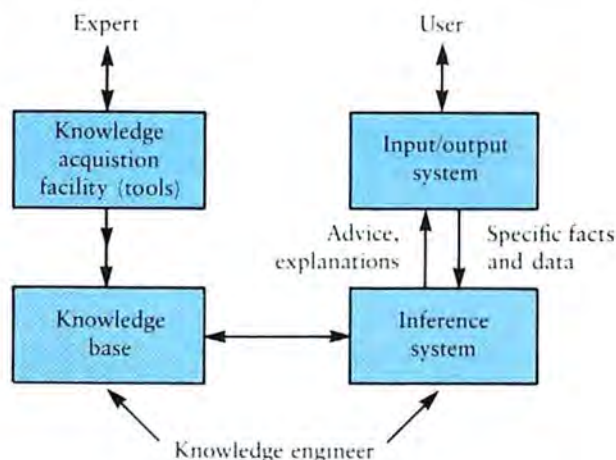 Expert
User
Knowledge
acquistion
facility (tools)
Input/output
system
Advice,
explanations
Specific facts
and data
Knowledge
base
Inference
system
Knowledge engineer